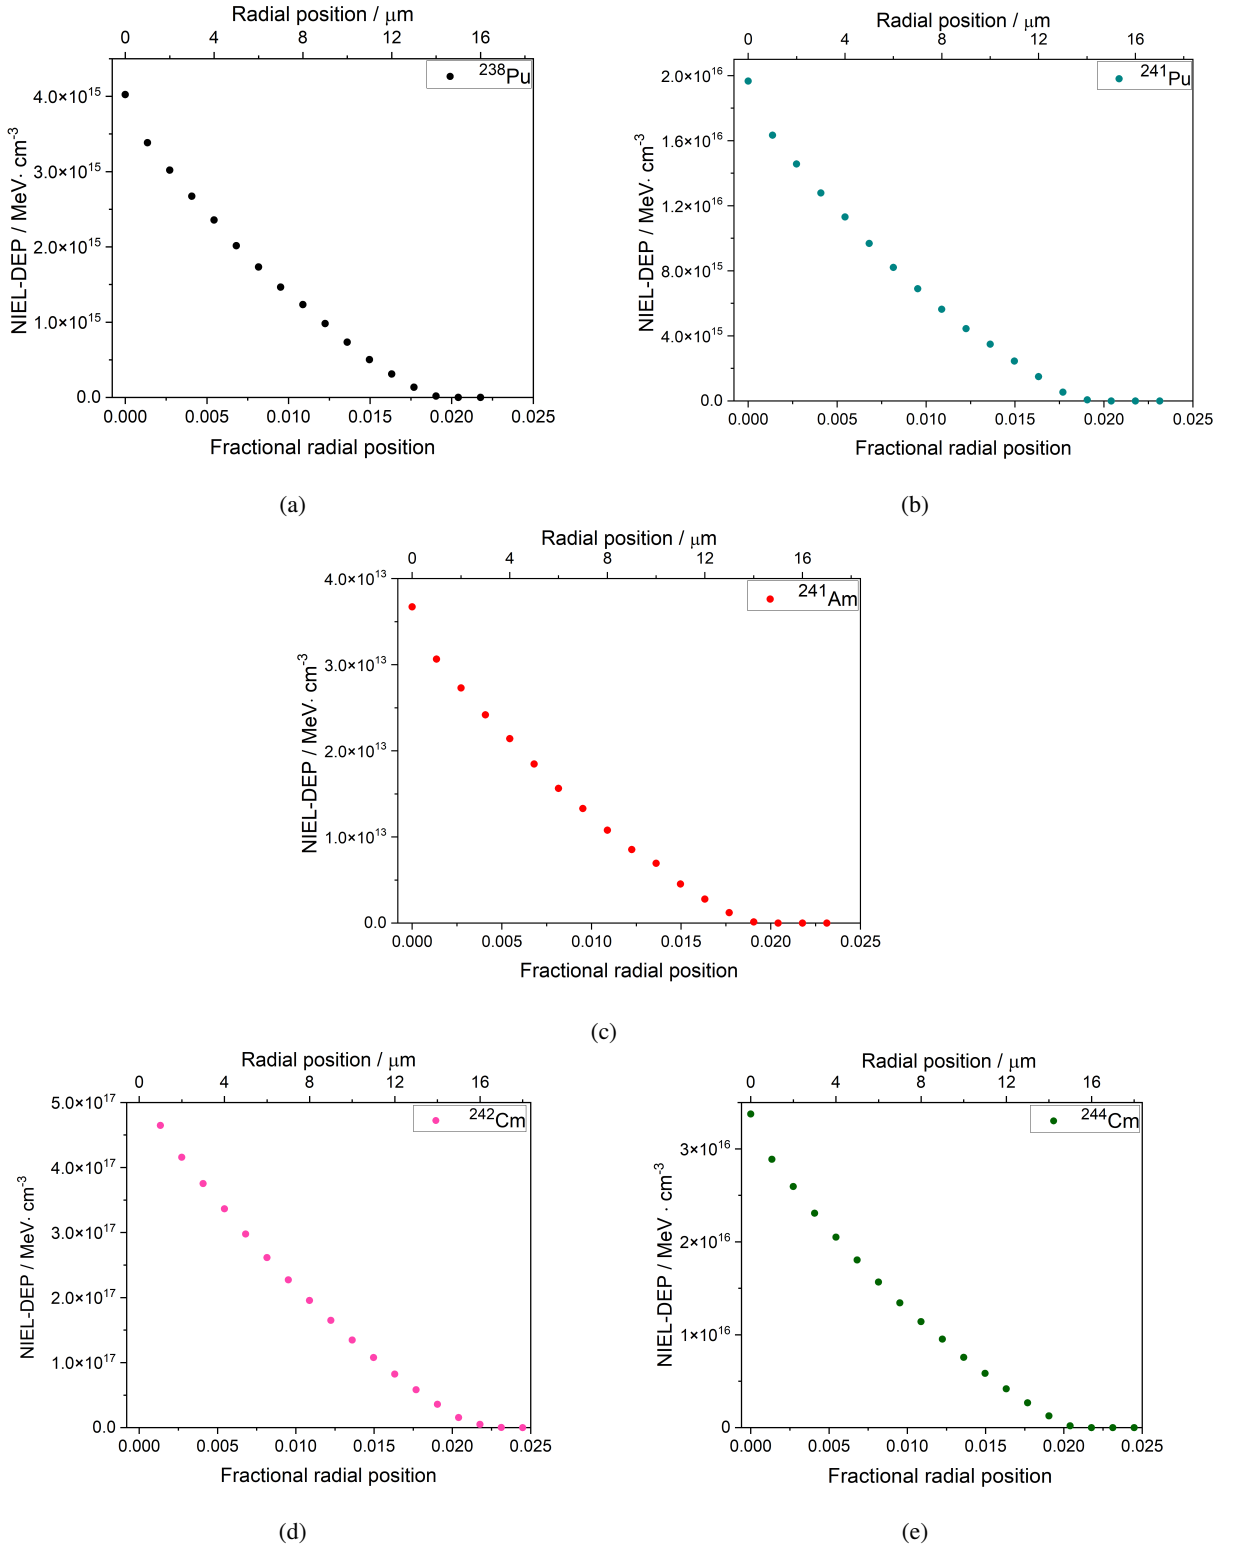 Radial position / μm
0 4 8 12 16
238Pu
4.0×10^15
3.0×10^15
2.0×10^15
1.0×10^15
0.0
NIEL-DEP / MeV· cm-3
0.000 0.005 0.010 0.015 0.020 0.025
Fractional radial position
(a)
Radial position / μm
0 4 8 12 16
241Pu
2.0×10^16
1.6×10^16
1.2×10^16
8.0×10^15
4.0×10^15
0.0
NIEL-DEP / MeV· cm-3
0.000 0.005 0.010 0.015 0.020 0.025
Fractional radial position
(b)
Radial position / μm
0 4 8 12 16
241Am
4.0×10^13
3.0×10^13
2.0×10^13
1.0×10^13
0.0
NIEL-DEP / MeV· cm-3
0.000 0.005 0.010 0.015 0.020 0.025
Fractional radial position
(c)
Radial position / μm
0 4 8 12 16
242Cm
5.0×10^17
4.0×10^17
3.0×10^17
2.0×10^17
1.0×10^17
0.0
NIEL-DEP / MeV· cm-3
0.000 0.005 0.010 0.015 0.020 0.025
Fractional radial position
(d)
Radial position / μm
0 4 8 12 16
244Cm
3×10^16
2×10^16
1×10^16
0
NIEL-DEP / MeV · cm-3
0.000 0.005 0.010 0.015 0.020 0.025
Fractional radial position
(e)